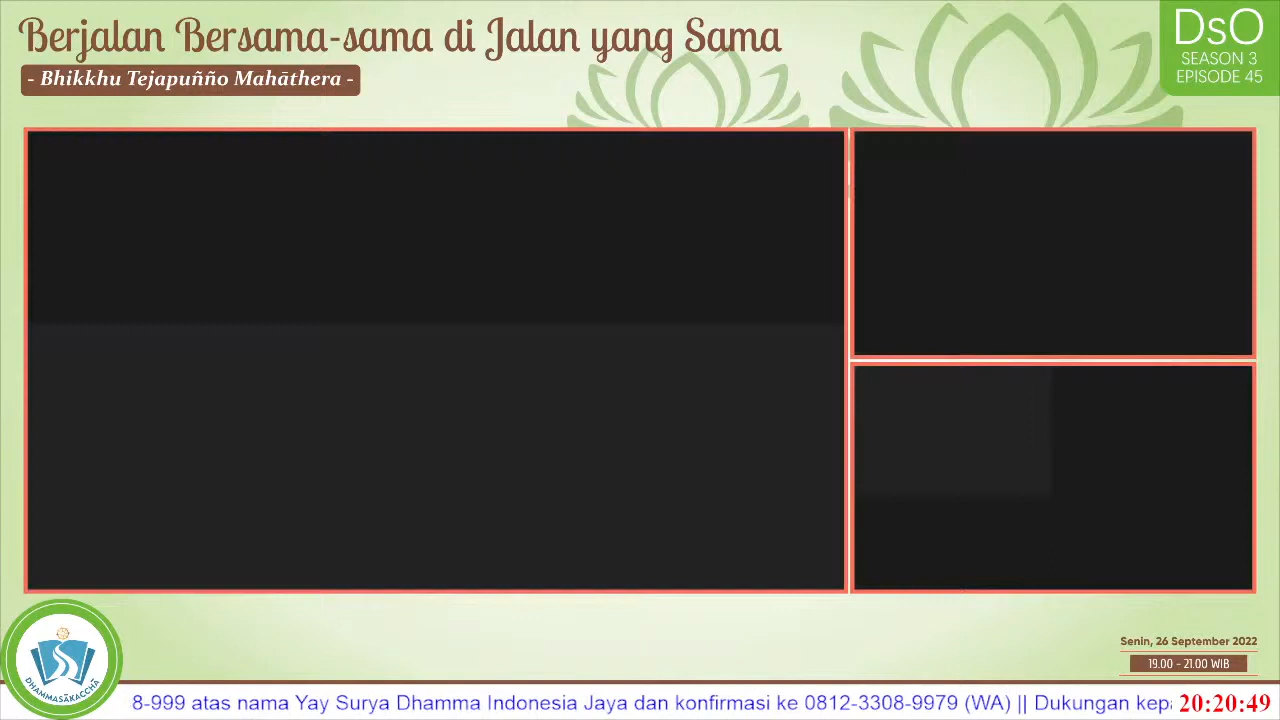 Berjalan Bersama-sama di Jalan yang Sama
- Bhikkhu Tejapuñño Mahāthera -
DsO
SEASON 3
EPISODE 45
Senin, 26 September 2022
19.00 - 21.00 WIB
DHAMMASĀKACCHĀ
8-999 atas nama Yay Surya Dhamma Indonesia Jaya dan konfirmasi ke 0812-3308-9979 (WA) || Dukungan kepa
20:20:49